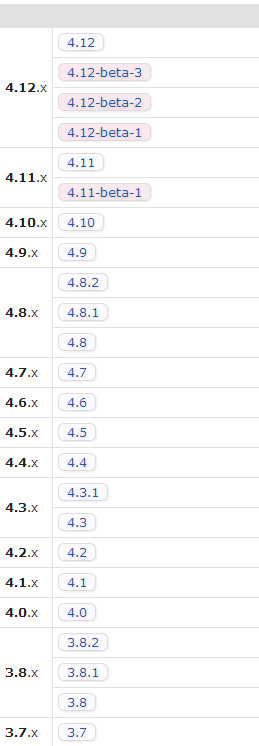 4.12.x
4.12
4.12-beta-3
4.12-beta-2
4.12-beta-1
4.11.x
4.11
4.11-beta-1
4.10.x 4.10
4.9.x 4.9
4.8.x
4.8.2
4.8.1
4.8
4.7.x 4.7
4.6.x 4.6
4.5.x 4.5
4.4.x 4.4
4.3.x
4.3.1
4.3
4.2.x 4.2
4.1.x 4.1
4.0.x 4.0
3.8.x
3.8.2
3.8.1
3.8
3.7.x 3.7